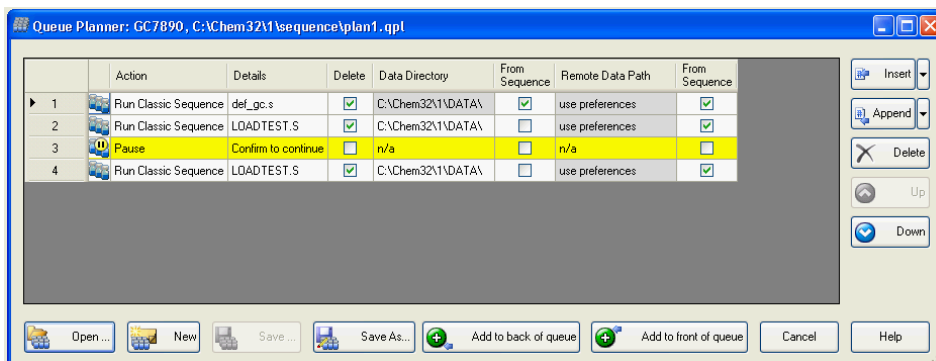 Queue Planner: GC7890, C:\Chem32\1\sequence\plan1.qpl
Action Details Delete Data Directory From Sequence Remote Data Path From Sequence
1 Run Classic Sequence def_gc.s C:\Chem32\1\DATA\ use preferences
2 Run Classic Sequence LOADTEST.S C:\Chem32\1\DATA\ use preferences
3 Pause Confirm to continue n/a n/a
4 Run Classic Sequence LOADTEST.S C:\Chem32\1\DATA\ use preferences
Insert
Append
Delete
Up
Down
Open ... New Save ... Save As... Add to back of queue Add to front of queue Cancel Help